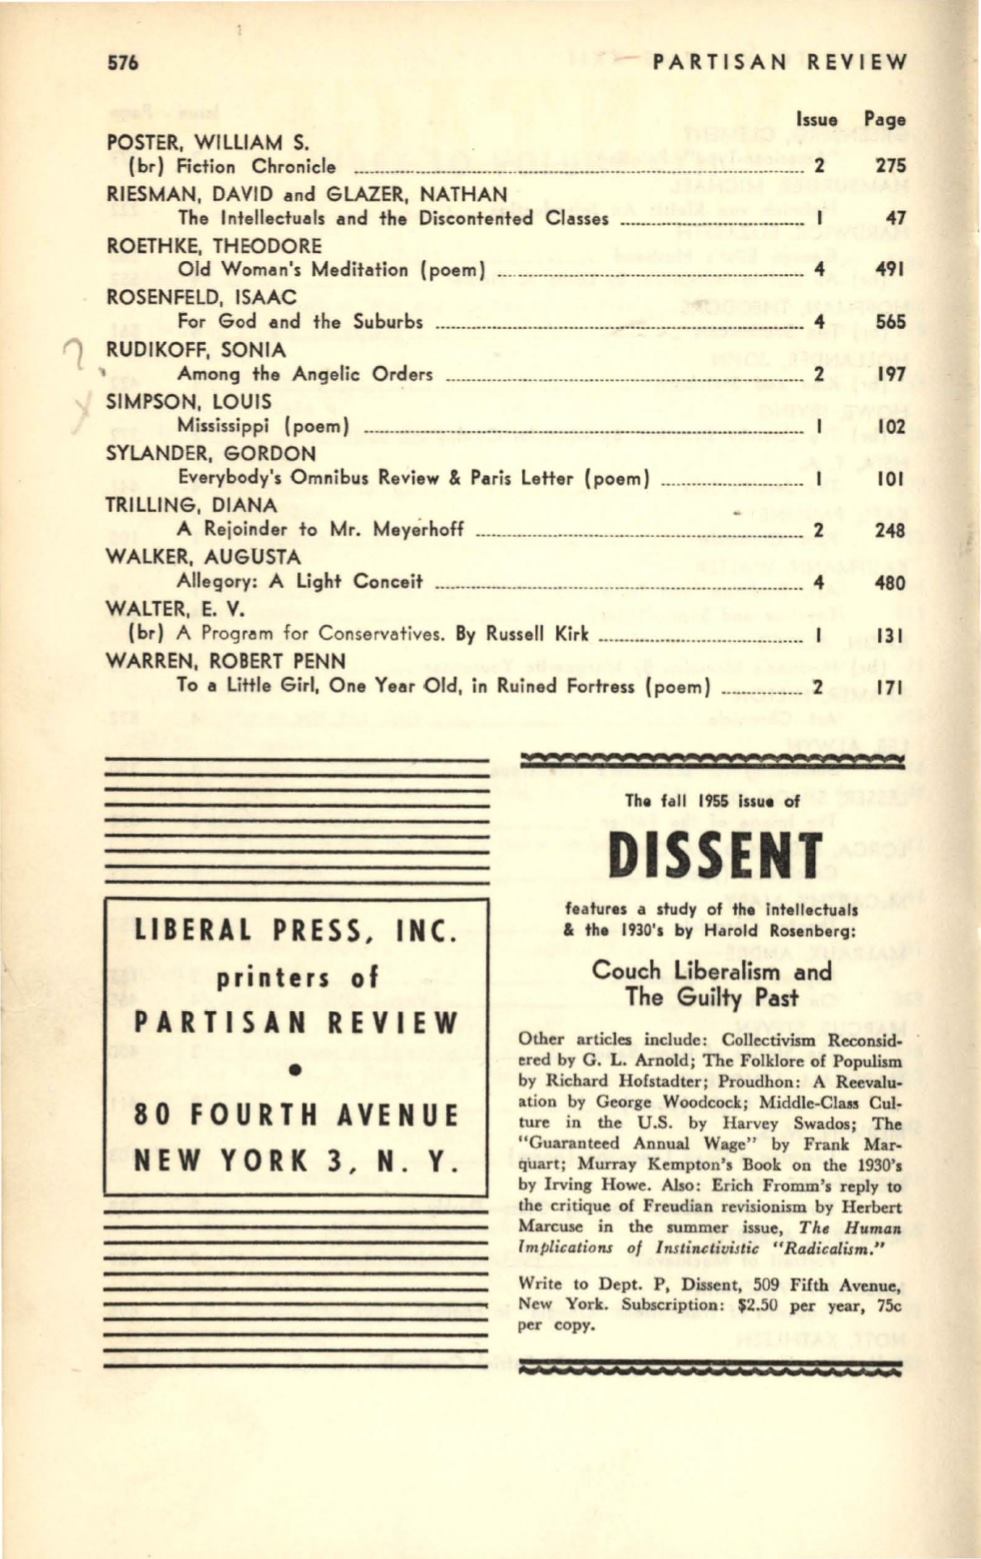 576 PARTISAN REVIEW
Issue Page
POSTER, WILLIAM S.
(br) Fiction Chronicle 2 275
RIESMAN, DAVID and GLAZER, NATHAN
The Intellectuals and the Discontented Classes 1 47
ROETHKE, THEODORE
Old Woman's Meditation (poem) 4 491
ROSENFELD, ISAAC
For God and the Suburbs 4 565
RUDIKOFF, SONIA
Among the Angelic Orders 2 197
SIMPSON, LOUIS
Mississippi (poem) 1 102
SYLANDER, GORDON
Everybody's Omnibus Review & Paris Letter (poem) 1 101
TRILLING, DIANA
A Rejoinder to Mr. Meyerhoff 2 248
WALKER, AUGUSTA
Allegory: A Light Conceit 4 480
WALTER, E. V.
(br) A Program for Conservatives. By Russell Kirk 1 131
WARREN, ROBERT PENN
To a Little Girl, One Year Old, in Ruined Fortress (poem) 2 171
LIBERAL PRESS, INC.
printers of
PARTISAN REVIEW
•
80 FOURTH AVENUE
NEW YORK 3, N. Y.
The fall 1955 issue of
DISSENT
features a study of the intellectuals
& the 1930's by Harold Rosenberg:
Couch Liberalism and
The Guilty Past
Other articles include: Collectivism Reconsid-
ered by G. L. Arnold; The Folklore of Populism
by Richard Hofstadter; Proudhon: A Reevalu-
ation by George Woodcock; Middle-Class Cul-
ture in the U.S. by Harvey Swados; The
"Guaranteed Annual Wage" by Frank Mar-
quart; Murray Kempton's Book on the 1930's
by Irving Howe. Also: Erich Fromm's reply to
the critique of Freudian revisionism by Herbert
Marcuse in the summer issue, The Human
Implications of Instinctivistic "Radicalism."
Write to Dept. P, Dissent, 509 Fifth Avenue,
New York. Subscription: $2.50 per year, 75c
per copy.